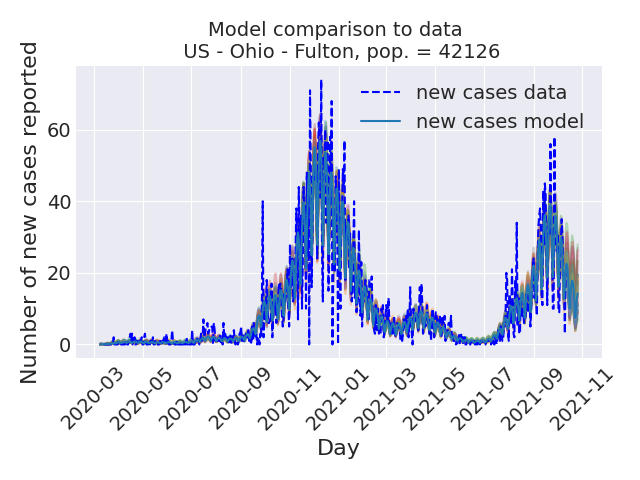 Model comparison to data
US - Ohio - Fulton, pop. = 42126
new cases data
new cases model
Number of new cases reported
60
40
20
0
2020-03
2020-05
2020-07
2020-09
2020-11
2021-01
2021-03
2021-05
2021-07
2021-09
2021-11
Day